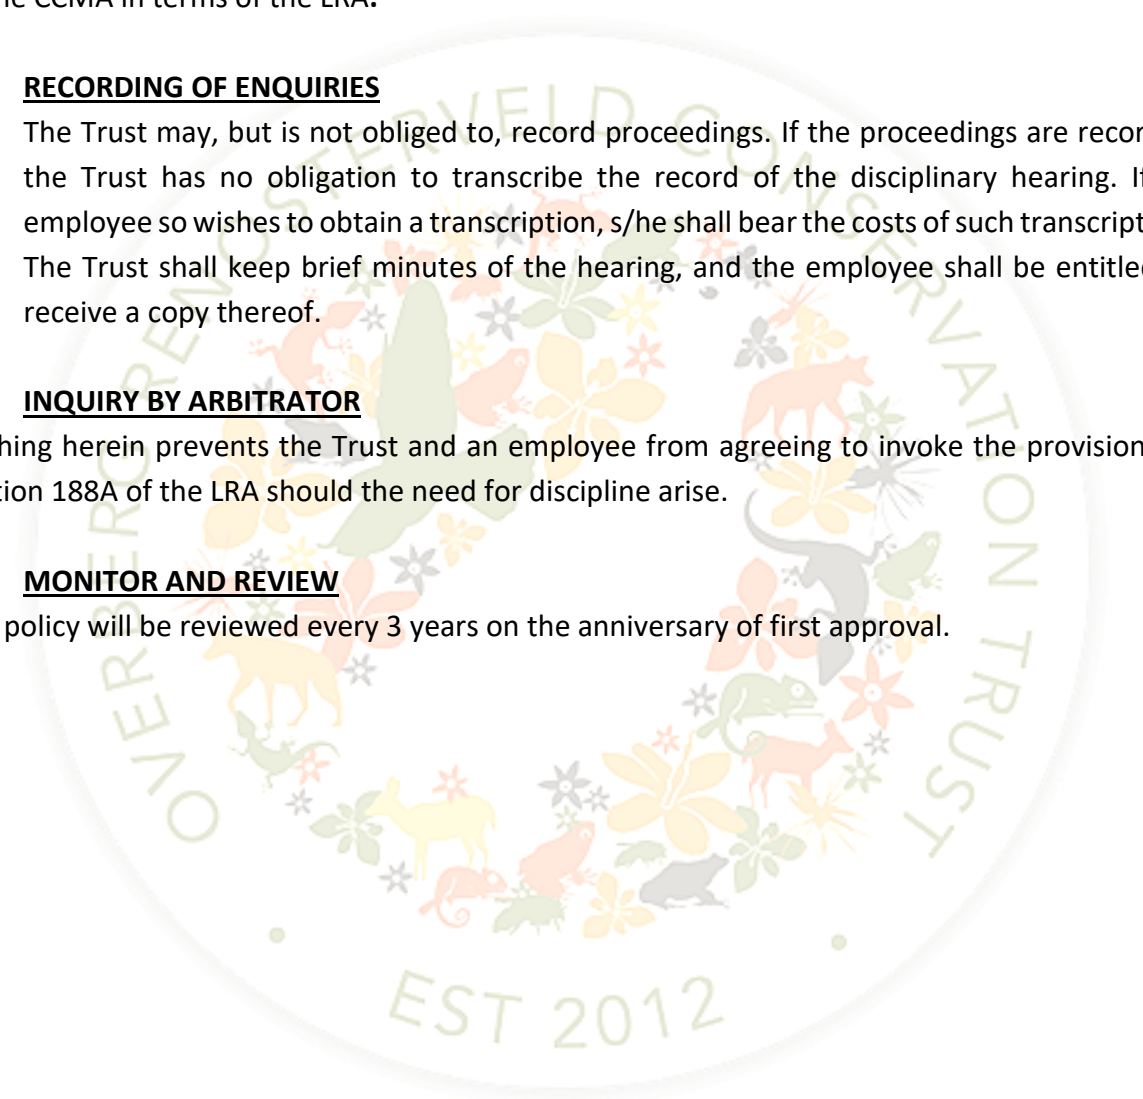 he CCMA in terms of the LRA.
RECORDING OF ENQUIRIES
The Trust may, but is not obliged to, record proceedings. If the proceedings are recor
the Trust has no obligation to transcribe the record of the disciplinary hearing. If
employee so wishes to obtain a transcription, s/he shall bear the costs of such transcript
The Trust shall keep brief minutes of the hearing, and the employee shall be entitled
receive a copy thereof.
INQUIRY BY ARBITRATOR
hing herein prevents the Trust and an employee from agreeing to invoke the provision
tion 188A of the LRA should the need for discipline arise.
MONITOR AND REVIEW
policy will be reviewed every 3 years on the anniversary of first approval.
OVERBERG RENOSTERVELD CONSERVATION TRUST
EST 2012